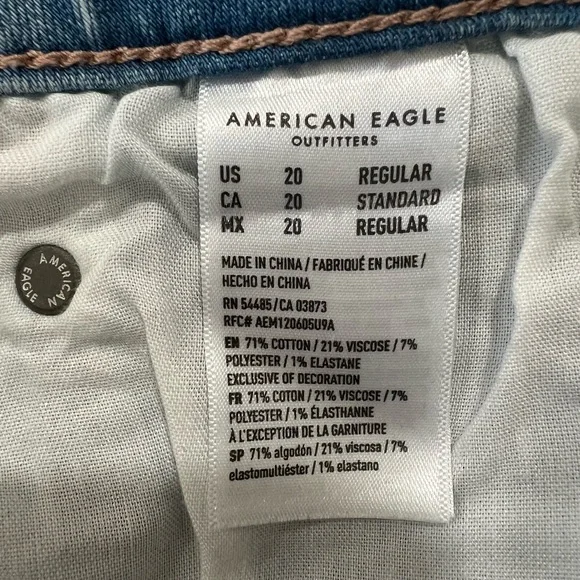 AMERICAN EAGLE
OUTFITTERS
US 20 REGULAR
CA 20 STANDARD
MX 20 REGULAR
MADE IN CHINA / FABRIQUÉ EN CHINE /
HECHO EN CHINA
RN 54485/CA 03873
RFC# AEM120605U9A
EN 71% COTTON / 21% VISCOSE / 7%
POLYESTER / 1% ELASTANE
EXCLUSIVE OF DECORATION
FR 71% COTON / 21% VISCOSE / 7%
POLYESTER / 1% ÉLASTHANNE
À L'EXCEPTION DE LA GARNITURE
SP 71% algodón / 21% viscosa / 7%
elastomultiéster / 1% elastano
AMERICAN
EAGLE